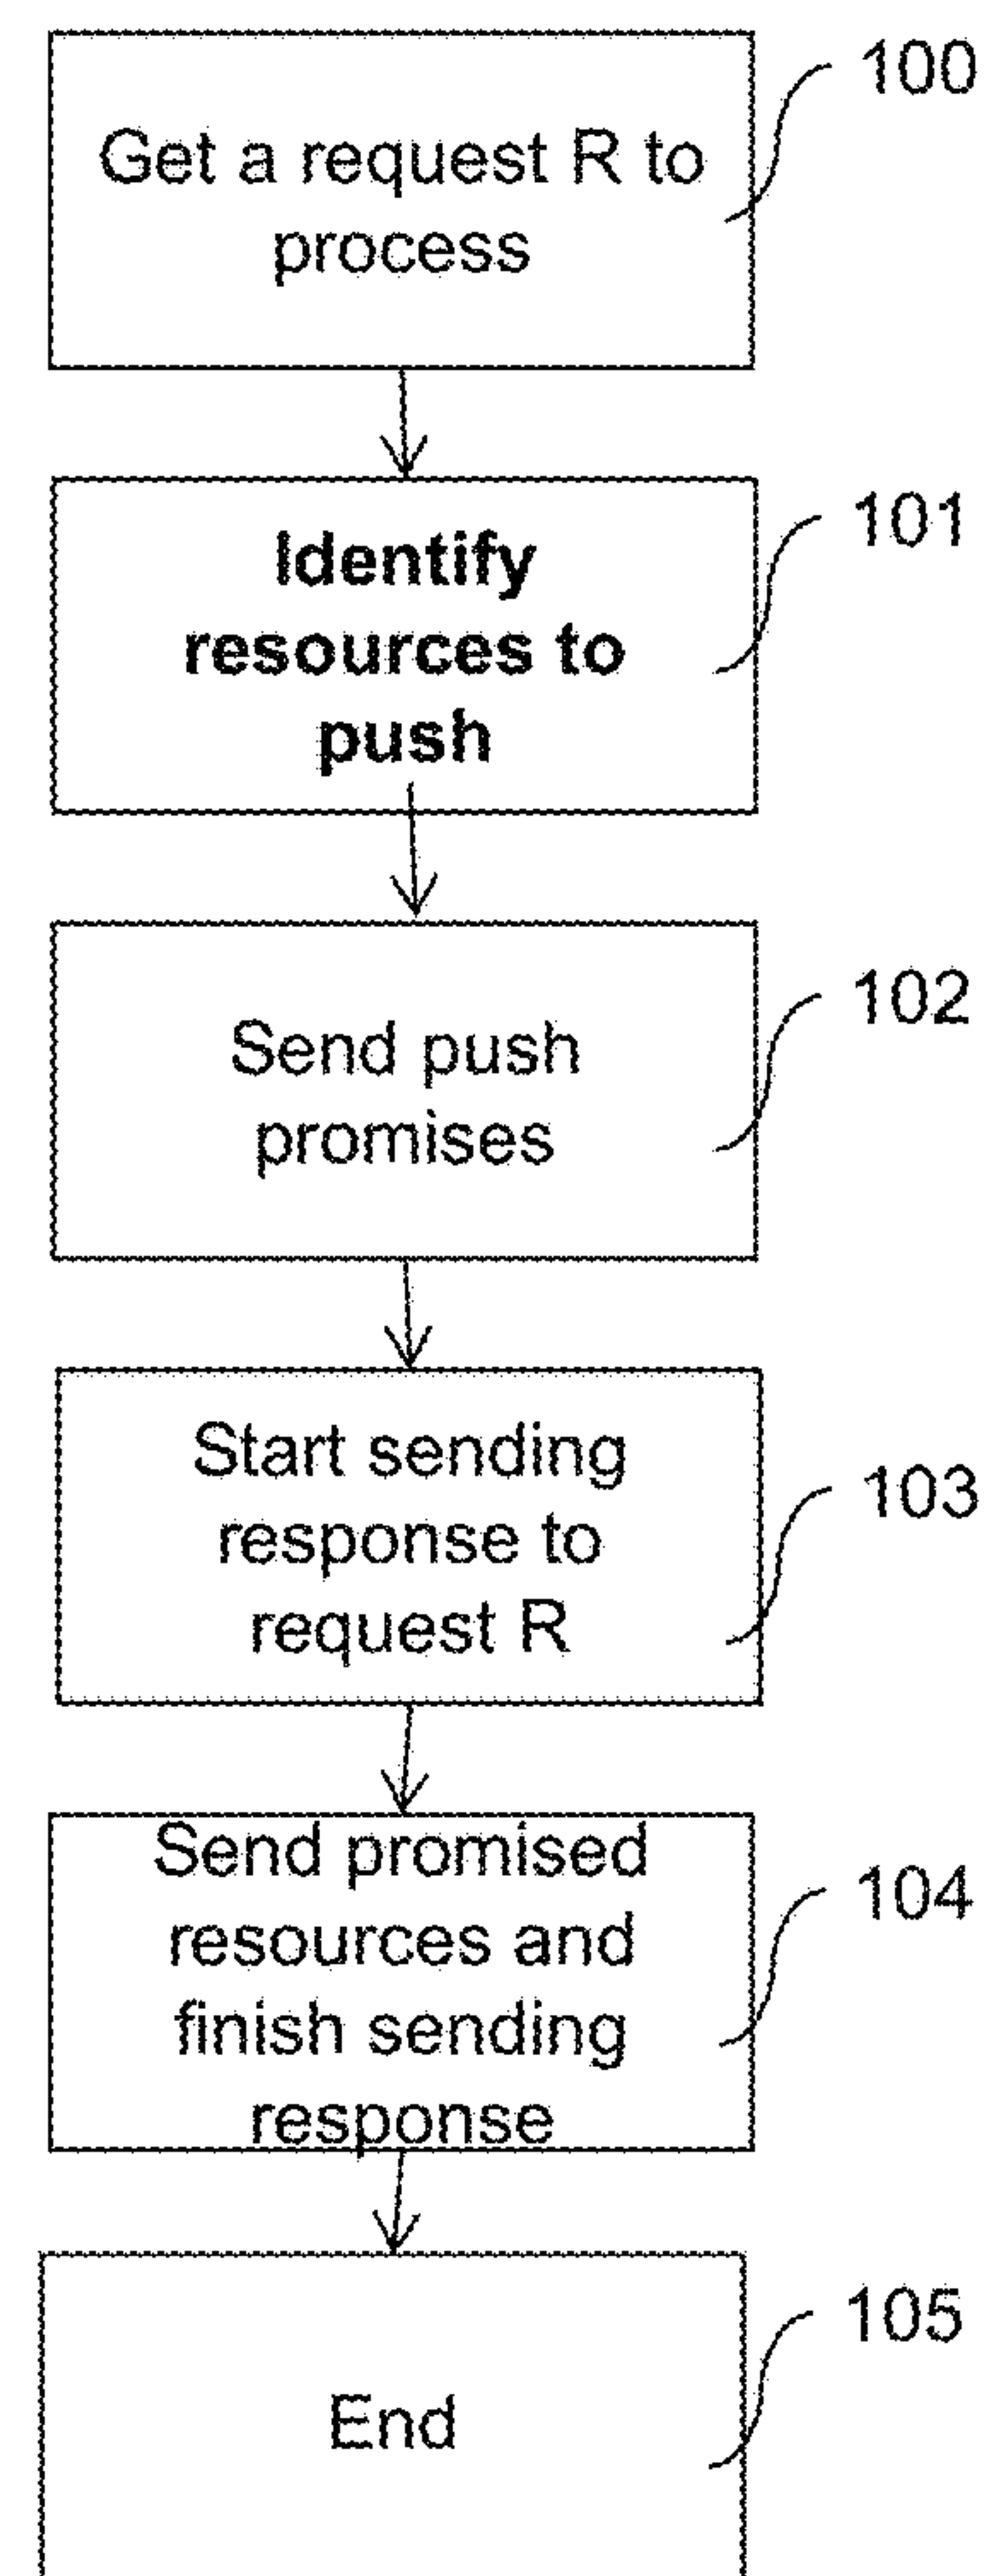 100
Get a request R to
process
101
Identify
resources to
push
102
Send push
promises
103
Start sending
response to
request R
104
Send promised
resources and
finish sending
response
105
End